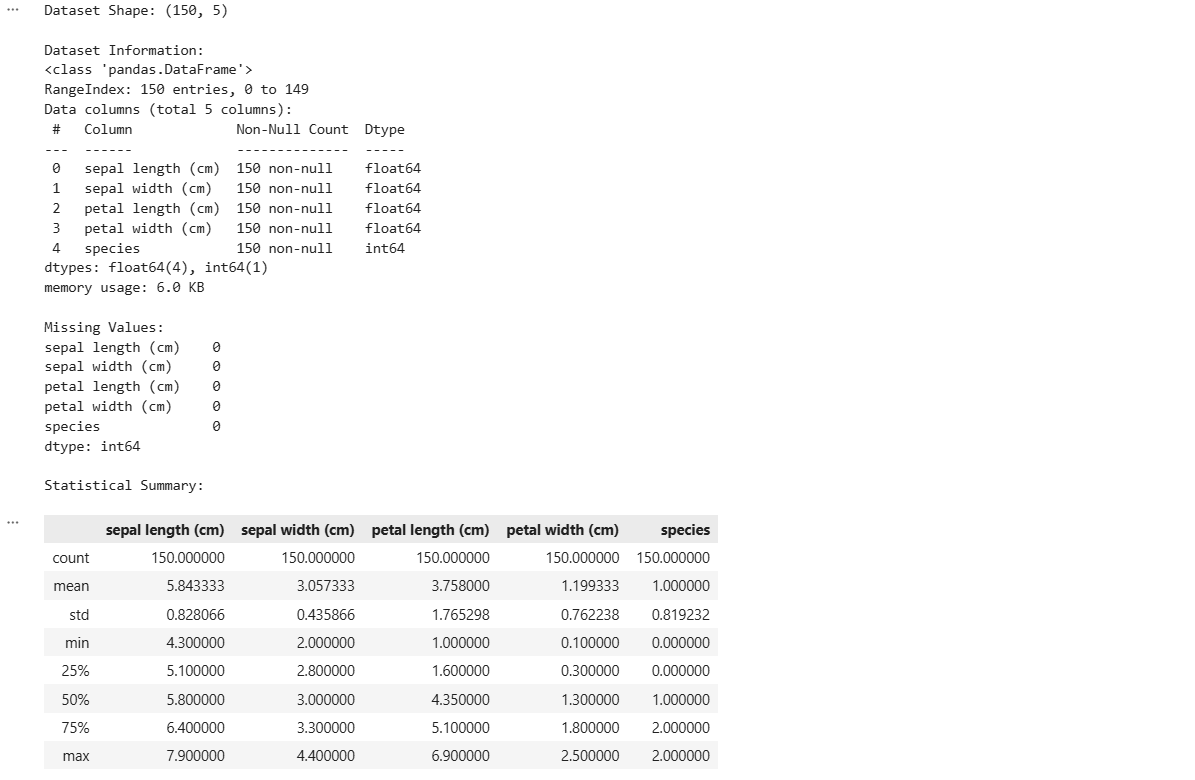 ... Dataset Shape: (150, 5)
Dataset Information:
<class 'pandas.DataFrame'>
RangeIndex: 150 entries, 0 to 149
Data columns (total 5 columns):
 #   Column             Non-Null Count  Dtype
---  ------             --------------  -----
 0   sepal length (cm)  150 non-null    float64
 1   sepal width (cm)   150 non-null    float64
 2   petal length (cm)  150 non-null    float64
 3   petal width (cm)   150 non-null    float64
 4   species            150 non-null    int64
dtypes: float64(4), int64(1)
memory usage: 6.0 KB
Missing Values:
sepal length (cm)    0
sepal width (cm)     0
petal length (cm)    0
petal width (cm)     0
species              0
dtype: int64
Statistical Summary:
... sepal length (cm) sepal width (cm) petal length (cm) petal width (cm) species
count 150.000000 150.000000 150.000000 150.000000 150.000000
mean 5.843333 3.057333 3.758000 1.199333 1.000000
std 0.828066 0.435866 1.765298 0.762238 0.819232
min 4.300000 2.000000 1.000000 0.100000 0.000000
25% 5.100000 2.800000 1.600000 0.300000 0.000000
50% 5.800000 3.000000 4.350000 1.300000 1.000000
75% 6.400000 3.300000 5.100000 1.800000 2.000000
max 7.900000 4.400000 6.900000 2.500000 2.000000